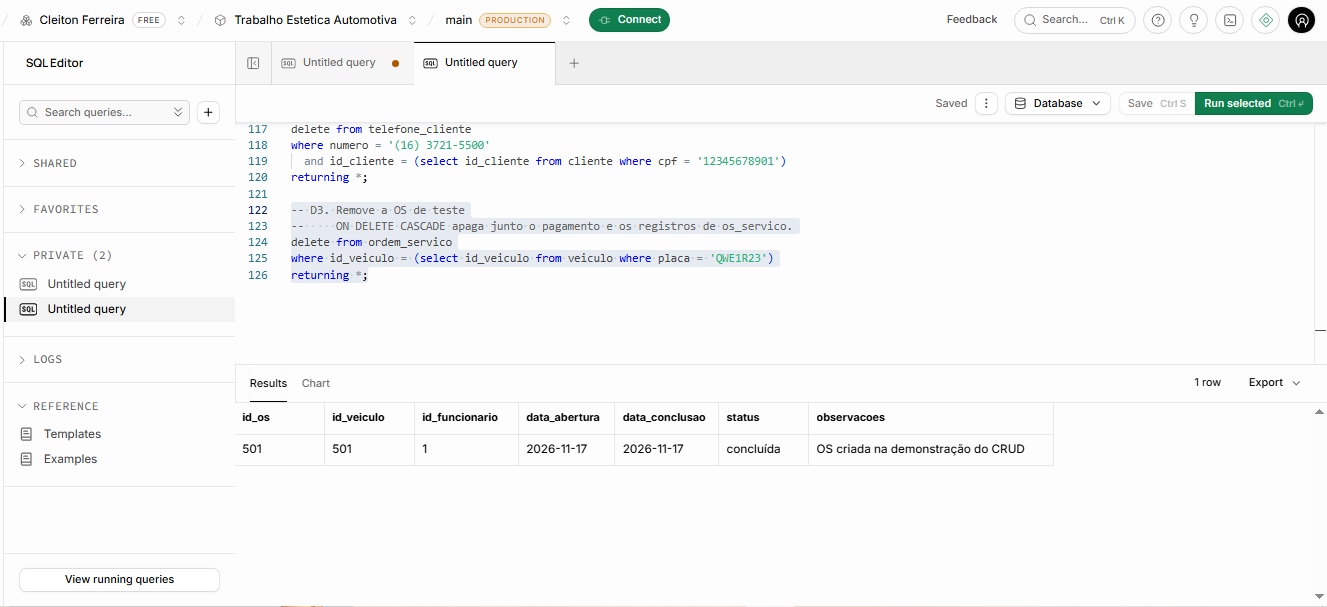 Cleiton Ferreira FREE Trabalho Estetica Automotiva main PRODUCTION Connect Feedback Search... Ctrl K
SQL Editor
SQL Untitled query SQL Untitled query
Search queries...
Saved Database Save Ctrl S Run selected Ctrl ↵
SHARED
FAVORITES
PRIVATE (2)
SQL Untitled query
SQL Untitled query
LOGS
REFERENCE
Templates
Examples
View running queries
117 delete from telefone_cliente
118 where numero = '(16) 3721-5500'
119 and id_cliente = (select id_cliente from cliente where cpf = '12345678901')
120 returning *;
121
122 -- D3. Remove a OS de teste
123 -- ON DELETE CASCADE apaga junto o pagamento e os registros de os_servico.
124 delete from ordem_servico
125 where id_veiculo = (select id_veiculo from veiculo where placa = 'QWE1R23')
126 returning *;
Results Chart 1 row Export
id_os id_veiculo id_funcionario data_abertura data_conclusao status observacoes
501 501 1 2026-11-17 2026-11-17 concluída OS criada na demonstração do CRUD